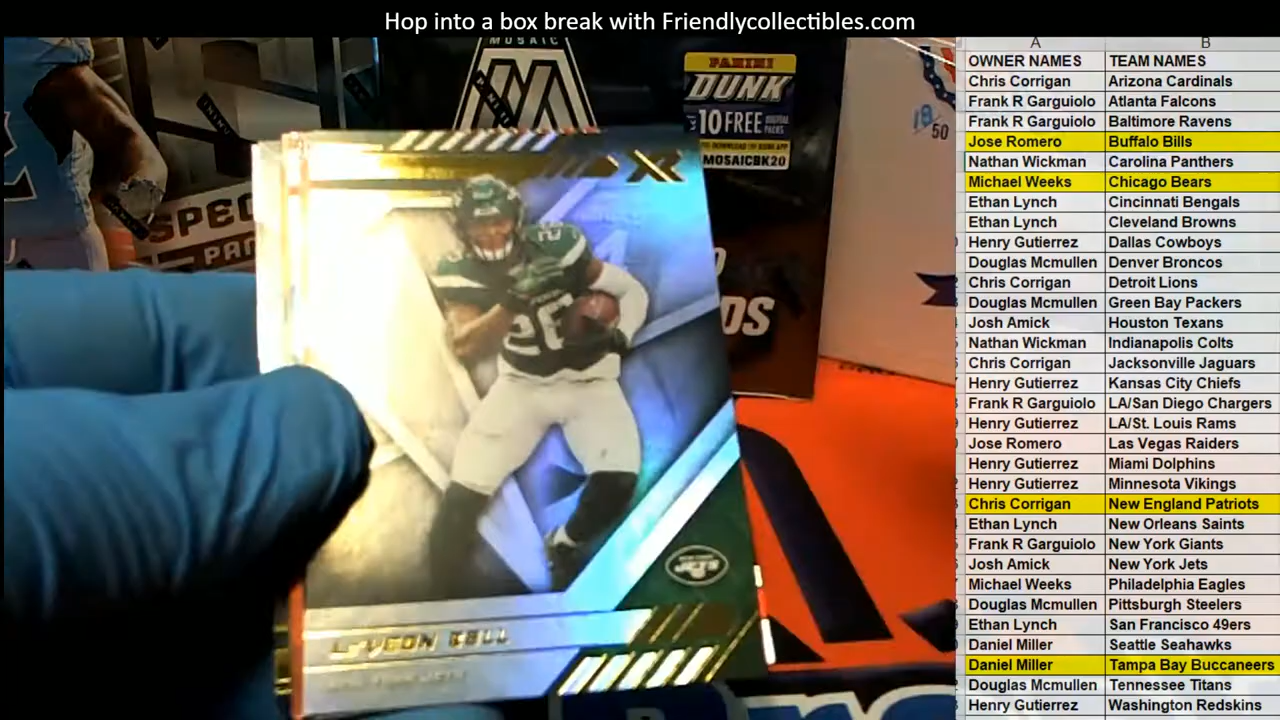 Hop into a box break with Friendlycollectibles.com
MOSAIC
PANINI
DUNK
10 FREE DIGITAL PACKS
MOSAICBK20
50
SPEC
PAN
DS
XR
26
L'VEON BELL
A B
OWNER NAMES TEAM NAMES
Chris Corrigan Arizona Cardinals
Frank R Garguiolo Atlanta Falcons
Frank R Garguiolo Baltimore Ravens
Jose Romero Buffalo Bills
Nathan Wickman Carolina Panthers
Michael Weeks Chicago Bears
Ethan Lynch Cincinnati Bengals
Ethan Lynch Cleveland Browns
Henry Gutierrez Dallas Cowboys
Douglas Mcmullen Denver Broncos
Chris Corrigan Detroit Lions
Douglas Mcmullen Green Bay Packers
Josh Amick Houston Texans
Nathan Wickman Indianapolis Colts
Chris Corrigan Jacksonville Jaguars
Henry Gutierrez Kansas City Chiefs
Frank R Garguiolo LA/San Diego Chargers
Henry Gutierrez LA/St. Louis Rams
Jose Romero Las Vegas Raiders
Henry Gutierrez Miami Dolphins
Henry Gutierrez Minnesota Vikings
Chris Corrigan New England Patriots
Ethan Lynch New Orleans Saints
Frank R Garguiolo New York Giants
Josh Amick New York Jets
Michael Weeks Philadelphia Eagles
Douglas Mcmullen Pittsburgh Steelers
Ethan Lynch San Francisco 49ers
Daniel Miller Seattle Seahawks
Daniel Miller Tampa Bay Buccaneers
Douglas Mcmullen Tennessee Titans
Henry Gutierrez Washington Redskins